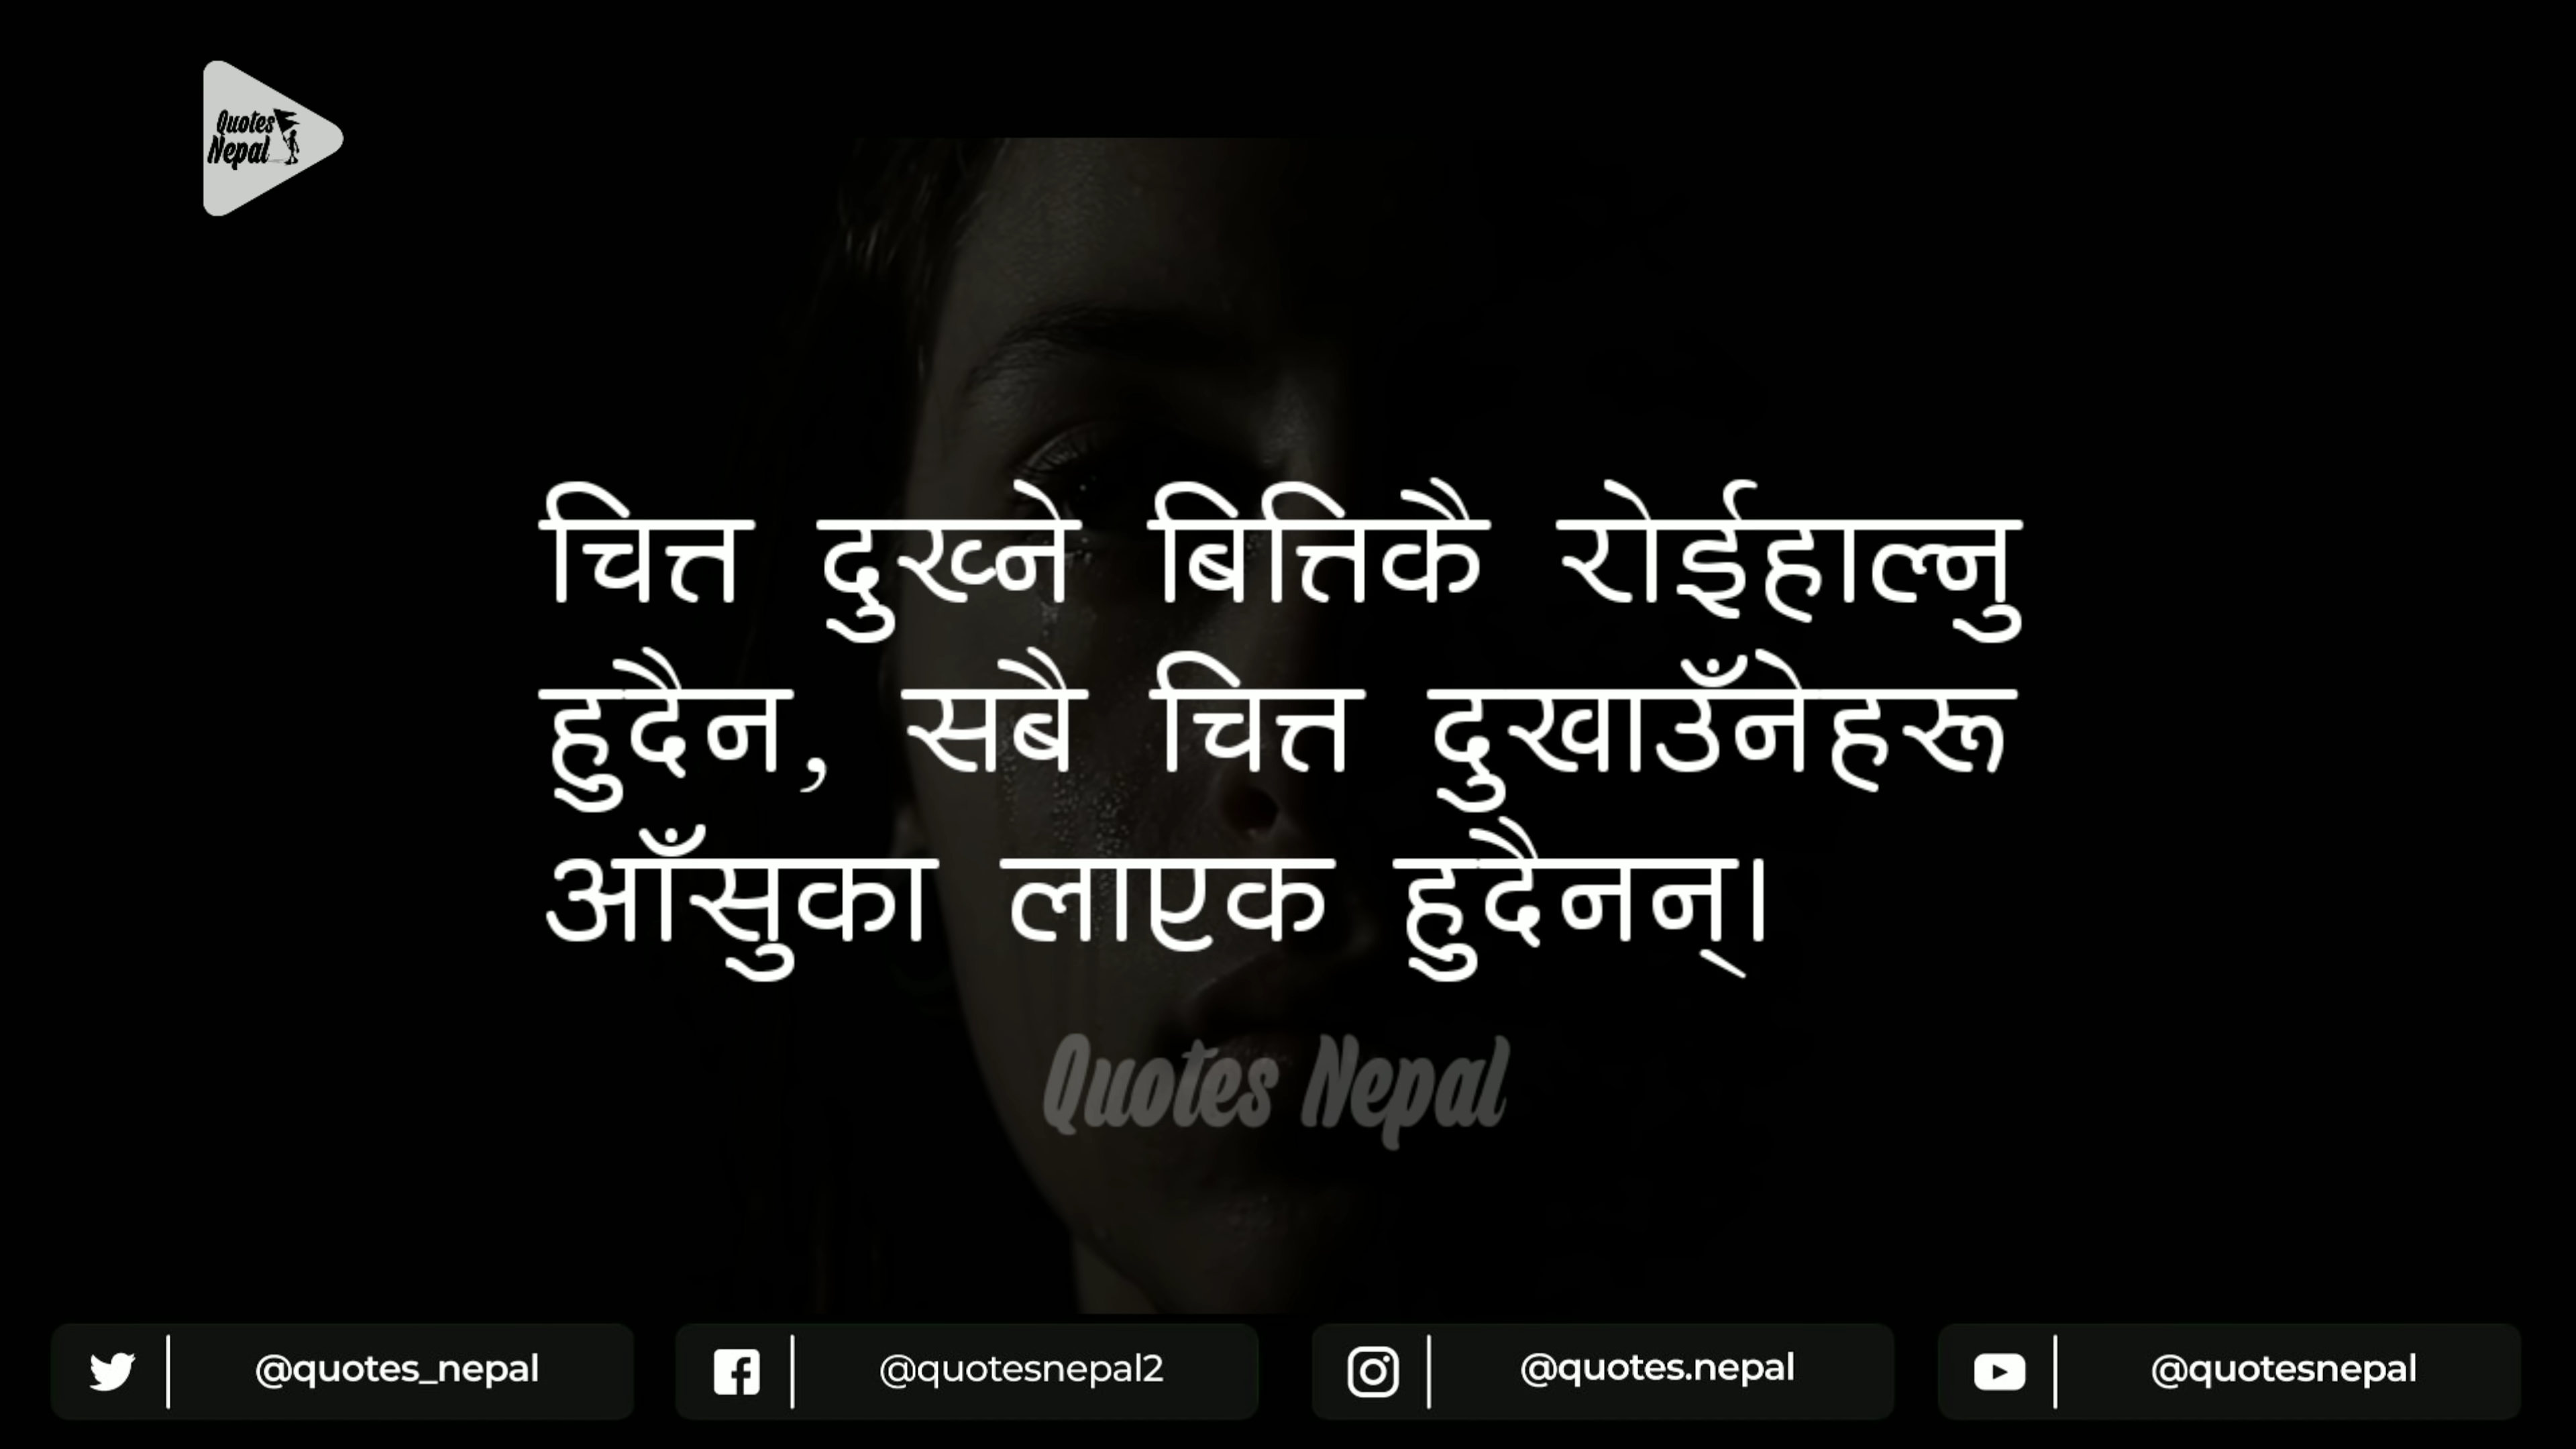 Quotes
Nepal
चित्त दुख्ने बित्तिकै रोईहाल्नु
हुदैन, सबै चित्त दुखाउँनेहरू
आँसुका लाएक हुदैनन्।
Quotes Nepal
@quotes_nepal
@quotesnepal2
@quotes.nepal
@quotesnepal